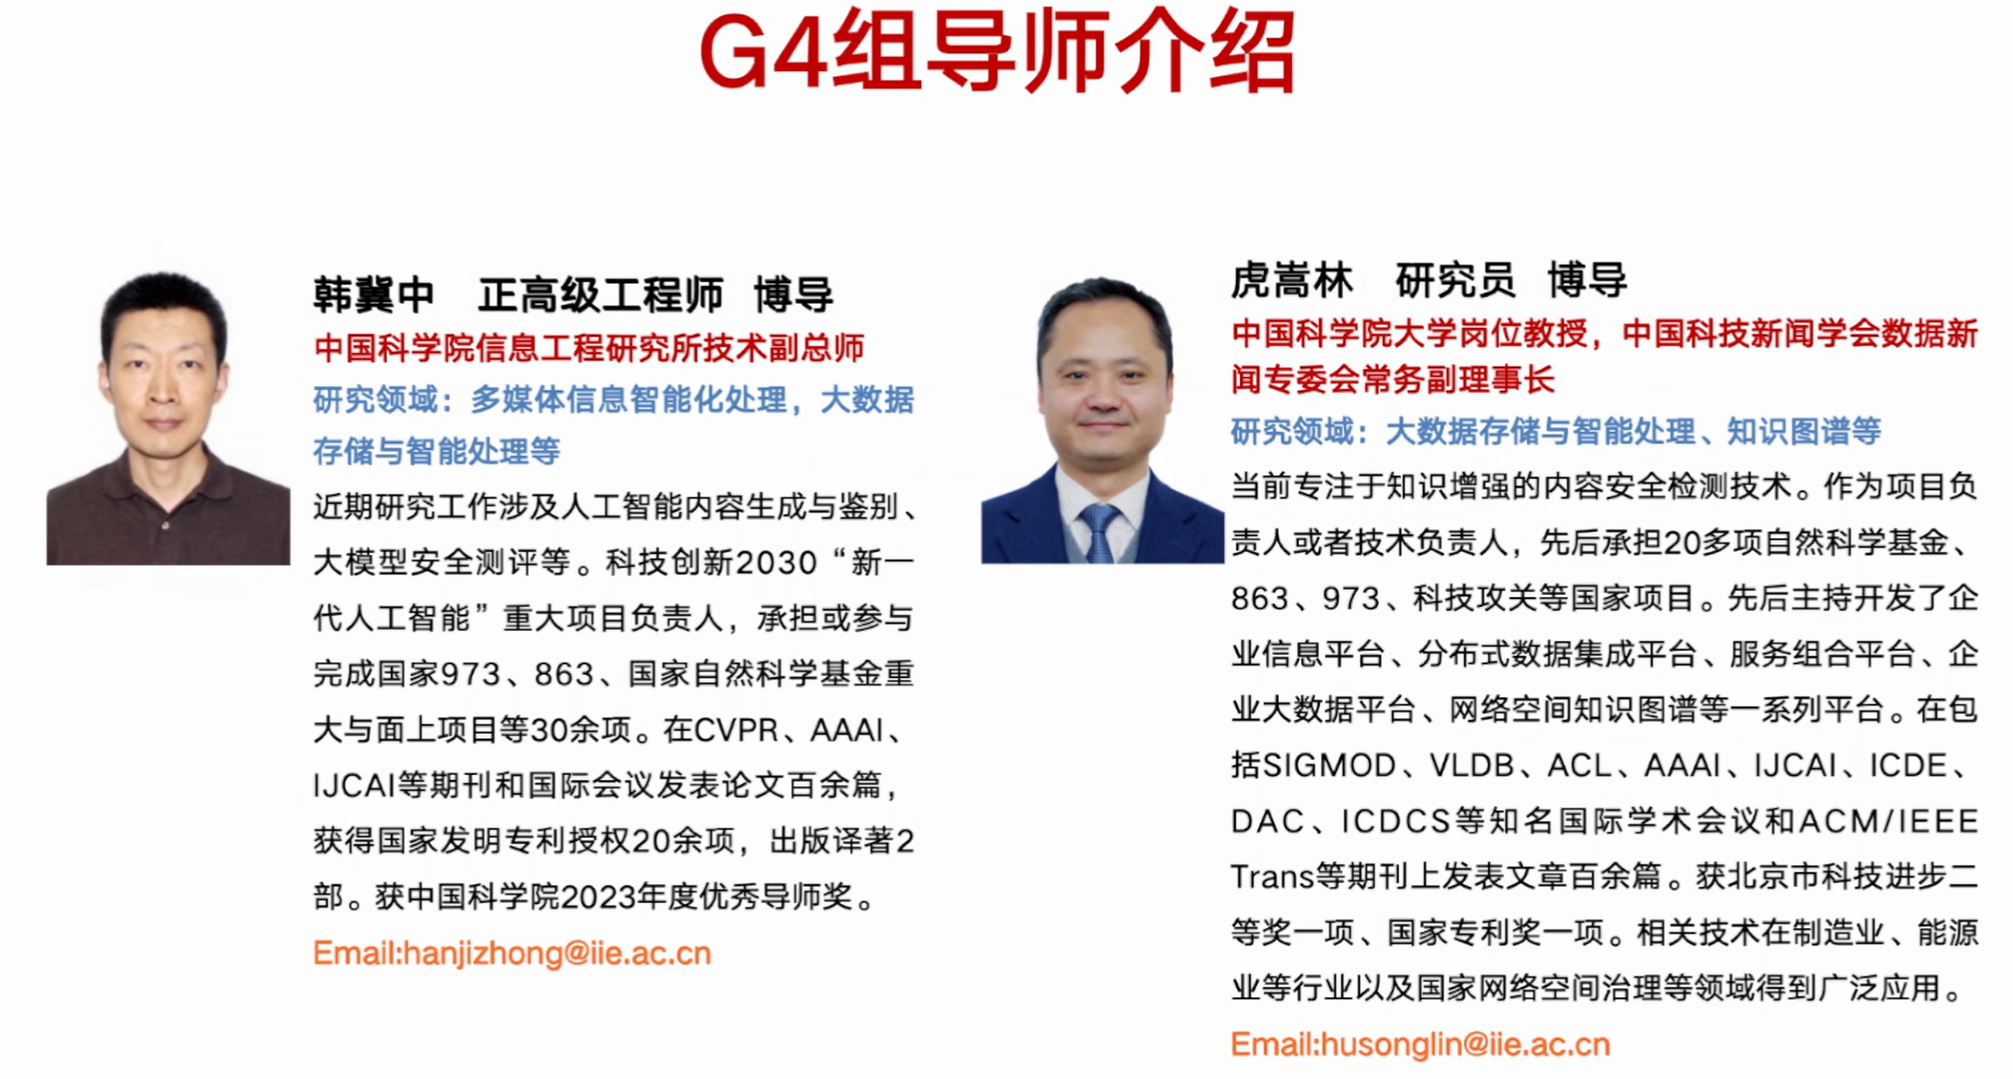 G4组导师介绍
韩冀中 正高级工程师 博导
中国科学院信息工程研究所技术副总师
研究领域：多媒体信息智能化处理，大数据
存储与智能处理等
近期研究工作涉及人工智能内容生成与鉴别、
大模型安全测评等。科技创新2030“新一
代人工智能”重大项目负责人，承担或参与
完成国家973、863、国家自然科学基金重
大与面上项目等30余项。在CVPR、AAAI、
IJCAI等期刊和国际会议发表论文百余篇，
获得国家发明专利授权20余项，出版译著2
部。获中国科学院2023年度优秀导师奖。
Email:hanjizhong@iie.ac.cn
虎嵩林 研究员 博导
中国科学院大学岗位教授，中国科技新闻学会数据新
闻专委会常务副理事长
研究领域：大数据存储与智能处理、知识图谱等
当前专注于知识增强的内容安全检测技术。作为项目负
责人或者技术负责人，先后承担20多项自然科学基金、
863、973、科技攻关等国家项目。先后主持开发了企
业信息平台、分布式数据集成平台、服务组合平台、企
业大数据平台、网络空间知识图谱等一系列平台。在包
括SIGMOD、VLDB、ACL、AAAI、IJCAI、ICDE、
DAC、ICDCS等知名国际学术会议和ACM/IEEE
Trans等期刊上发表文章百余篇。获北京市科技进步二
等奖一项、国家专利奖一项。相关技术在制造业、能源
业等行业以及国家网络空间治理等领域得到广泛应用。
Email:husonglin@iie.ac.cn